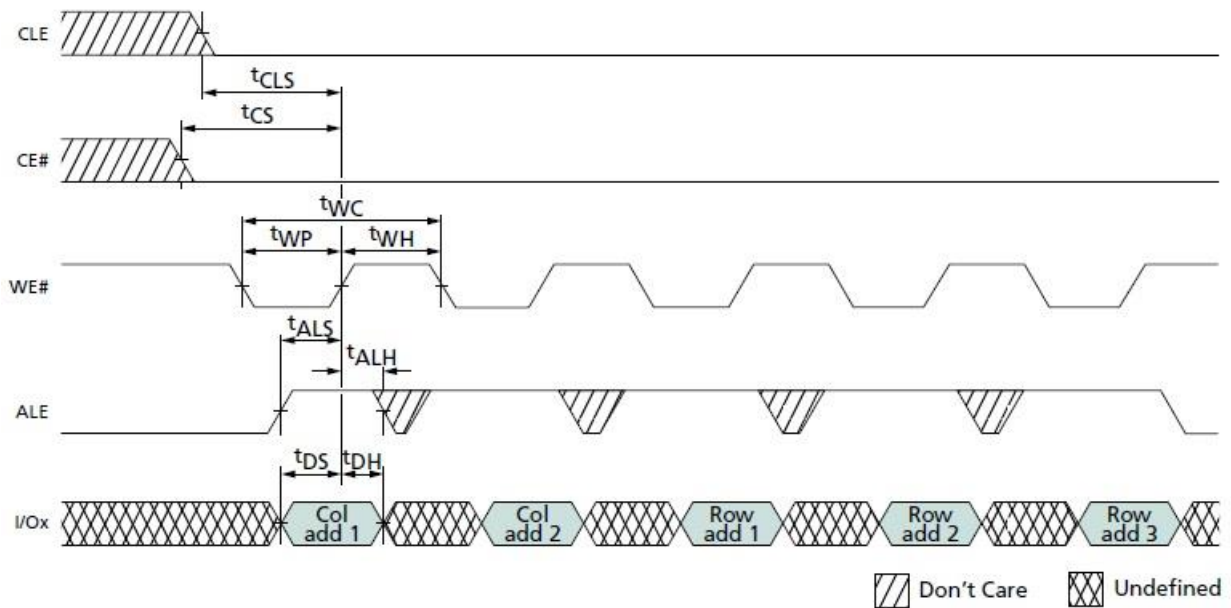 CLE
tCLS
tCS
CE#
tWC
tWP
tWH
WE#
tALS
tALH
ALE
tDS
tDH
I/Ox
Col
add 1
Col
add 2
Row
add 1
Row
add 2
Row
add 3
Don't Care
Undefined